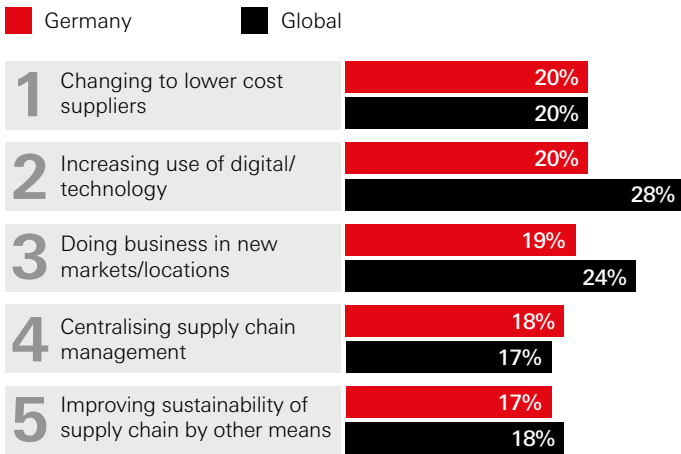 Germany
Global
1
Changing to lower cost
suppliers
20%
20%
2
Increasing use of digital/
technology
20%
28%
3
Doing business in new
markets/locations
19%
24%
4
Centralising supply chain
management
18%
17%
5
Improving sustainability of
supply chain by other means
17%
18%